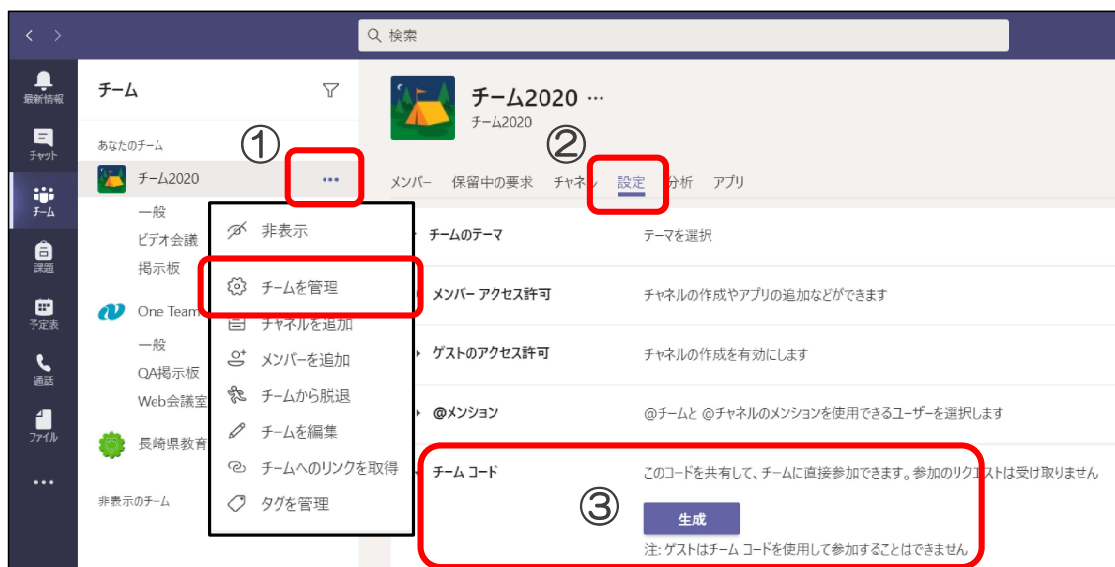 検索
最新情報
チャット
チーム
課題
予定表
通話
ファイル
チーム
あなたのチーム
①
チーム2020
一般
ビデオ会議
掲示板
One Team
一般
QA掲示板
Web会議室
長崎県教育
非表示のチーム
非表示
チームを管理
チャネルを追加
メンバーを追加
チームから脱退
チームを編集
チームへのリンクを取得
タグを管理
チーム2020 …
チーム2020
②
メンバー 保留中の要求 チャネル 設定 分析 アプリ
チームのテーマ テーマを選択
メンバー アクセス許可 チャネルの作成やアプリの追加などができます
ゲストのアクセス許可 チャネルの作成を有効にします
@メンション @チームと @チャネルのメンションを使用できるユーザーを選択します
チーム コード このコードを共有して、チームに直接参加できます。参加のリクエストは受け取りません
③
生成
注: ゲストはチーム コードを使用して参加することはできません